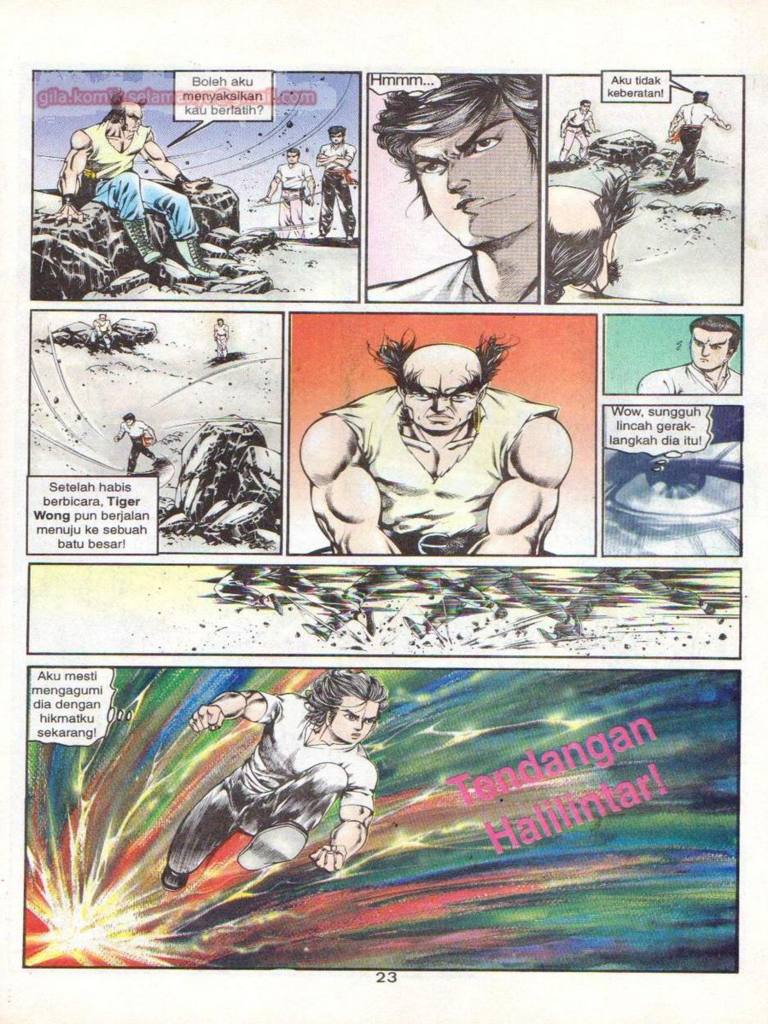 Boleh aku
menyaksikan
kau berlatih?
Hmmm...
Aku tidak
keberatan!
Setelah habis
berbicara, Tiger
Wong pun berjalan
menuju ke sebuah
batu besar!
Wow, sungguh
lincah gerak-
langkah dia itu!
Aku mesti
mengagumi
dia dengan
hikmatku
sekarang!
Tendangan
Halilintar!
23